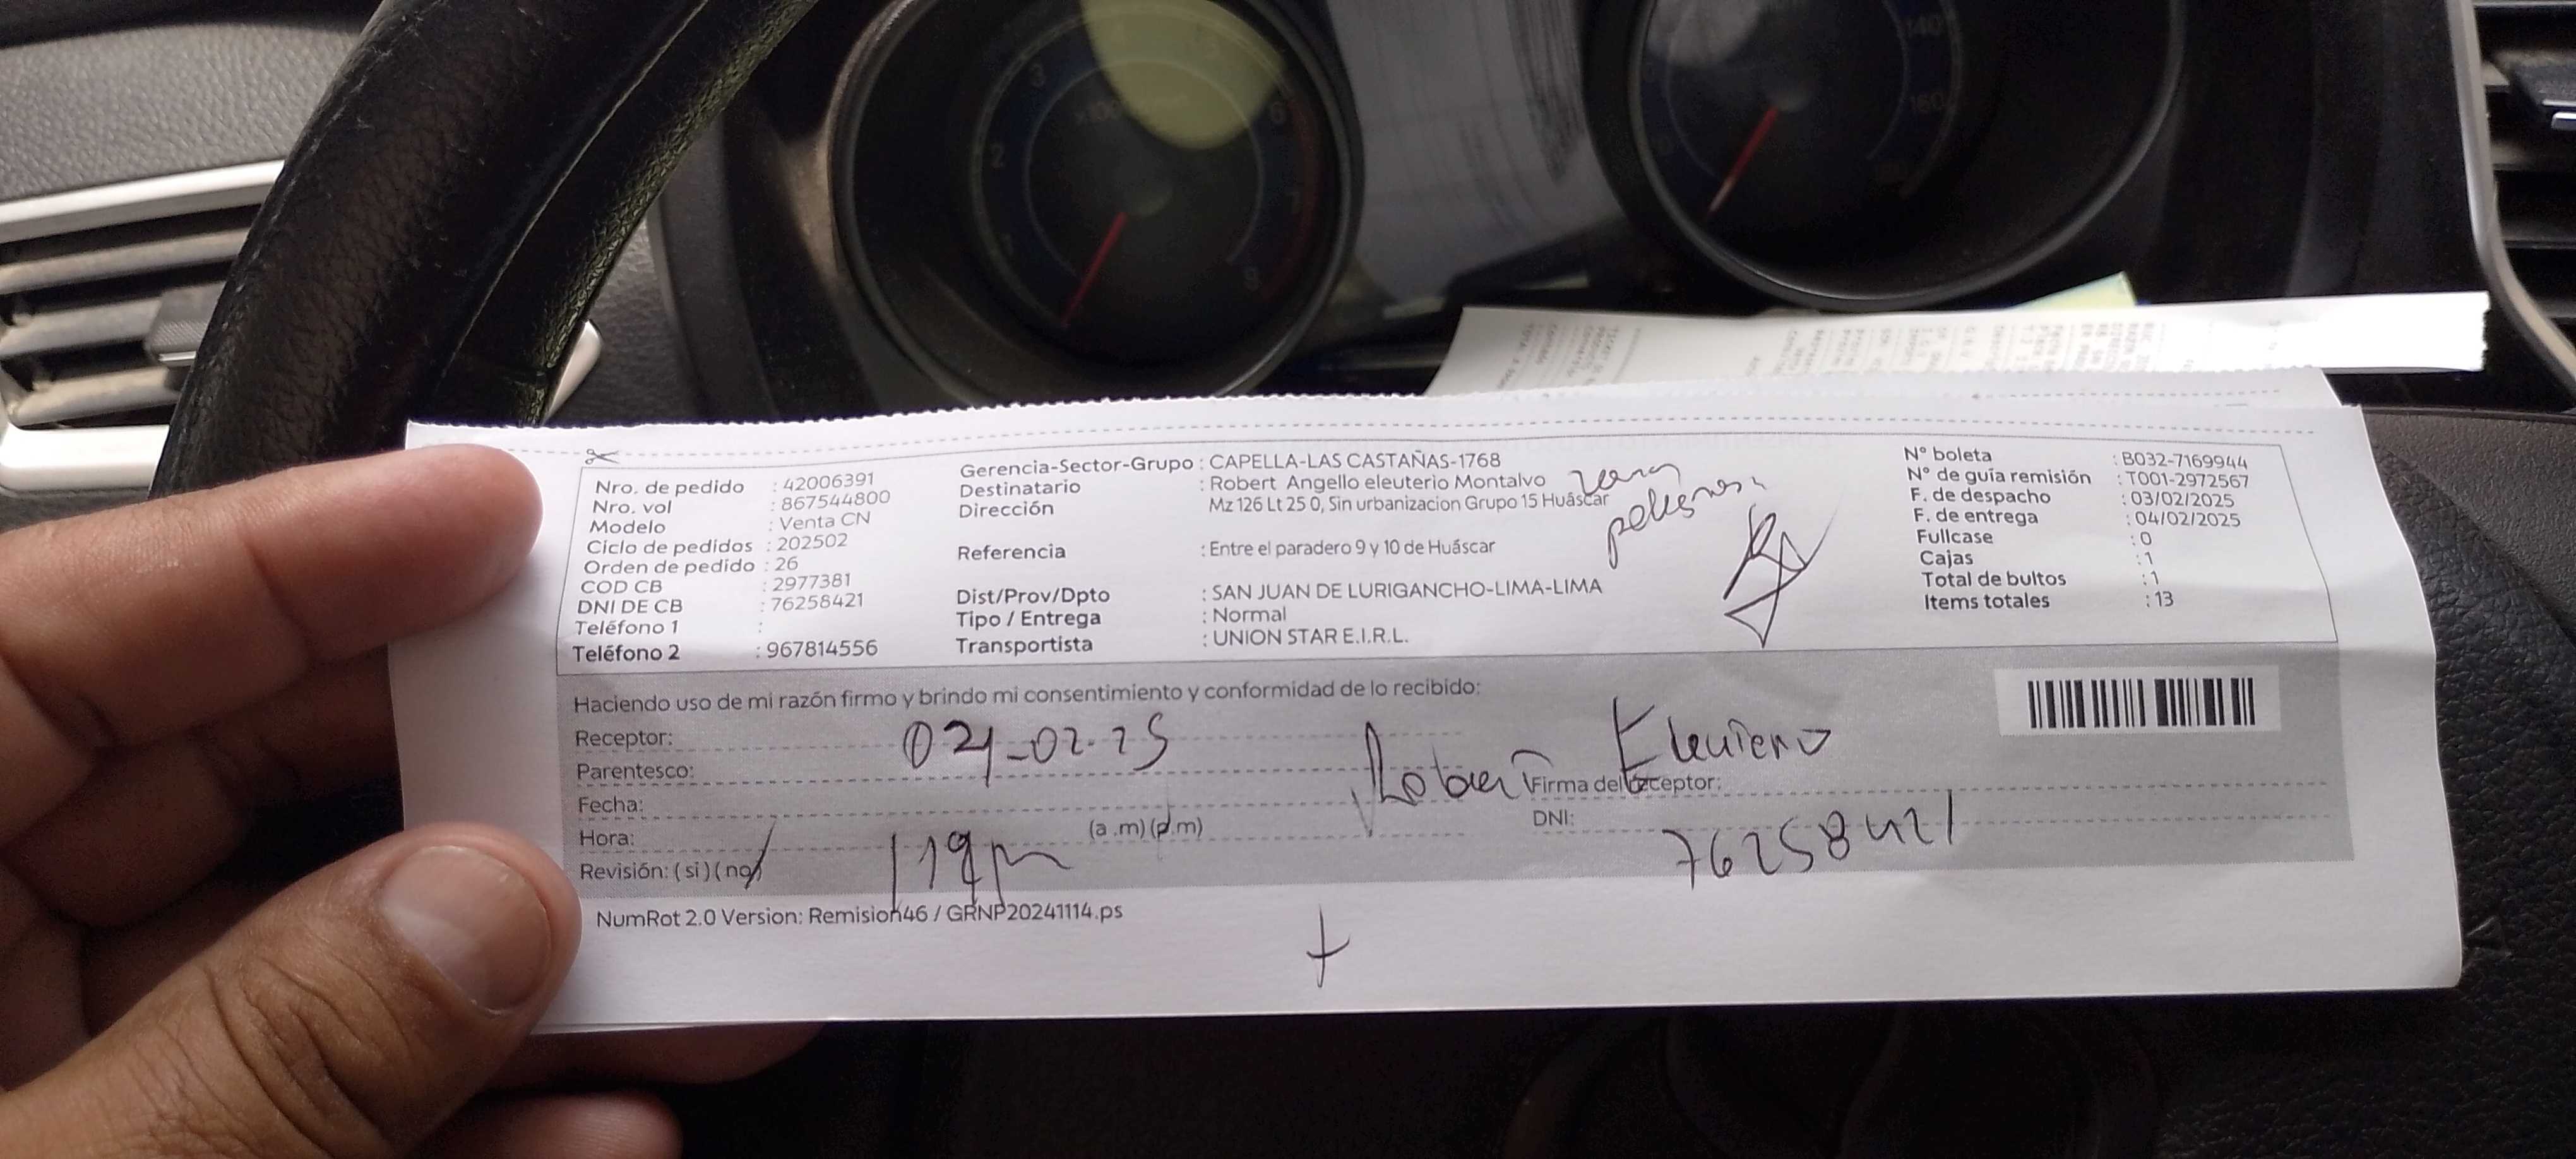 Nro. de pedido : 42006391
Nro. vol : 867544800
Modelo : Venta CN
Ciclo de pedidos : 202502
Orden de pedido : 26
COD CB : 2977381
DNI DE CB : 76258421
Teléfono 1 :
Teléfono 2 : 967814556
Gerencia-Sector-Grupo : CAPELLA-LAS CASTAÑAS-1768
Destinatario : Robert Angello eleuterio Montalvo
Dirección Mz 126 Lt 25 0, Sin urbanizacion Grupo 15 Huáscar
Referencia : Entre el paradero 9 y 10 de Huáscar
Dist/Prov/Dpto : SAN JUAN DE LURIGANCHO-LIMA-LIMA
Tipo / Entrega : Normal
Transportista : UNION STAR E.I.R.L.
N° boleta : B032-7169944
N° de guía remisión : T001-2972567
F. de despacho : 03/02/2025
F. de entrega : 04/02/2025
Fullcase : 0
Cajas : 1
Total de bultos : 1
Items totales : 13
Haciendo uso de mi razón firmo y brindo mi consentimiento y conformidad de lo recibido:
Receptor:
04-02-25
Parentesco:
Robert Eleuterio
Firma del receptor:
Fecha:
Hora: (a.m) (p.m)
DNI:
76258421
Revisión: (si) (no)
NumRot 2.0 Version: Remision46 / GRNP20241114.ps